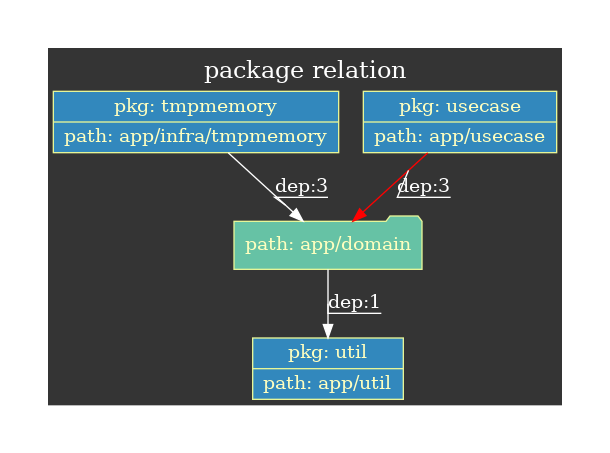 package relation
pkg: tmpmemory
path: app/infra/tmpmemory
pkg: usecase
path: app/usecase
dep:3
dep:3
path: app/domain
dep:1
pkg: util
path: app/util